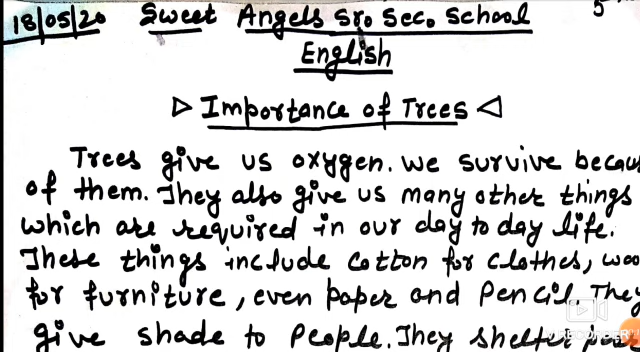 18/05/20 Sweet Angels Sr. Sec. School 5
English
Importance of Trees
Trees give us oxygen. We survive
of them. They also give us many other things
which are required in our day to day life.
These things include cotton for clothes,
for furniture, even paper and Pencil. They
give shade to People. They shelter